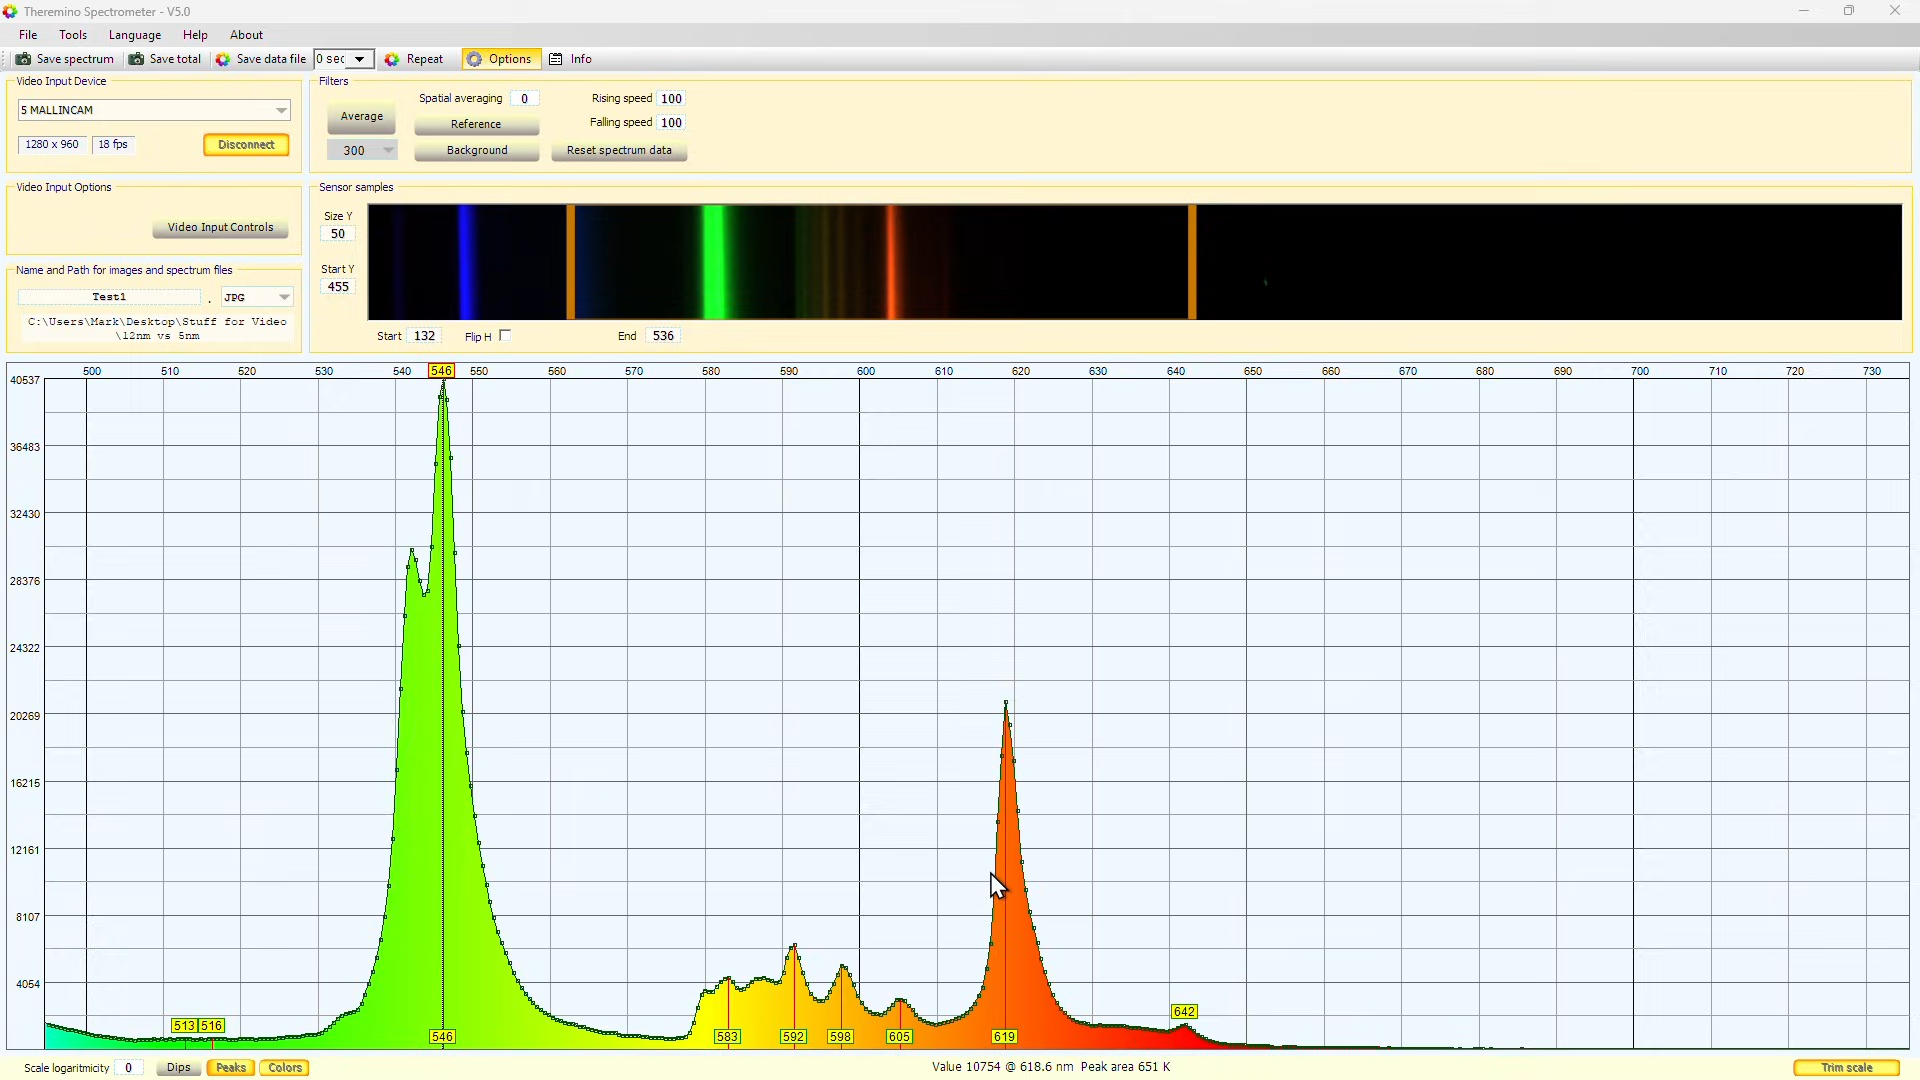 Theremino Spectrometer - V5.0
File Tools Language Help About
Save spectrum Save total Save data file 0 sec Repeat Options Info
Video Input Device
5 MALLINCAM
1280 x 960 18 fps Disconnect
Video Input Options
Video Input Controls
Name and Path for images and spectrum files
Test1 . JPG
C:\Users\Mark\Desktop\Stuff for Video
\12nm vs 5nm
Filters
Average
300
Spatial averaging 0
Reference
Background
Rising speed 100
Falling speed 100
Reset spectrum data
Sensor samples
Size Y
50
Start Y
455
Start 132 Flip H End 536
500 510 520 530 540 546 550 560 570 580 590 600 610 620 630 640 650 660 670 680 690 700 710 720 730
40537
36483
32430
28376
24322
20269
16215
12161
8107
4054
642
513 516
546 583 592 598 605 619
Scale logarithmicity 0 Dips Peaks Colors Value 10754 @ 618.6 nm Peak area 651 K Trim scale